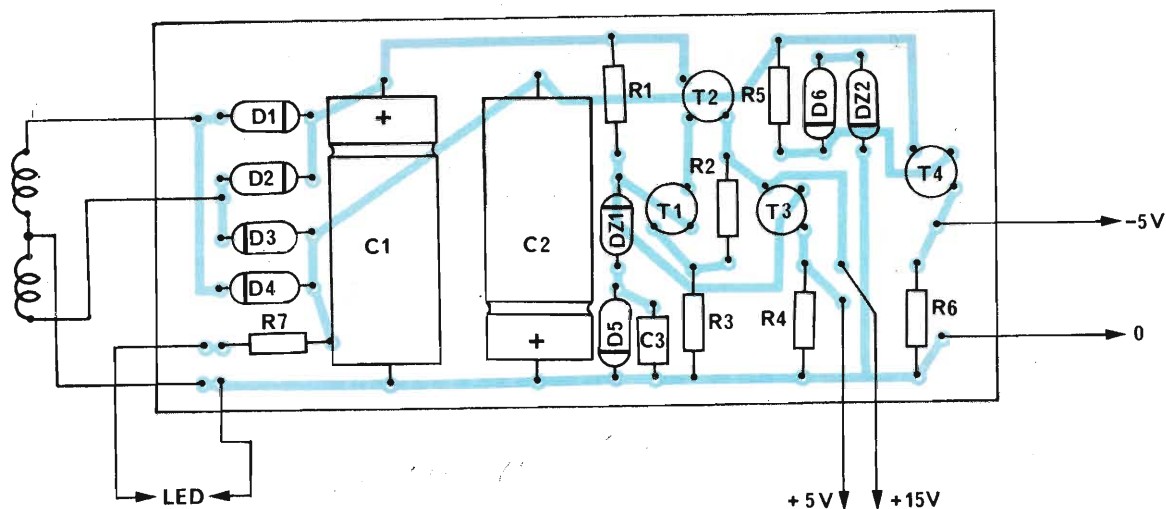 D1
D2
D3
D4
R7
+
C1
C2
+
R1
T2
R5
D6
DZ2
R2
T1
T3
T4
DZ1
D5
C3
R3
R4
R6
−5V
0
LED
+5V
+15V